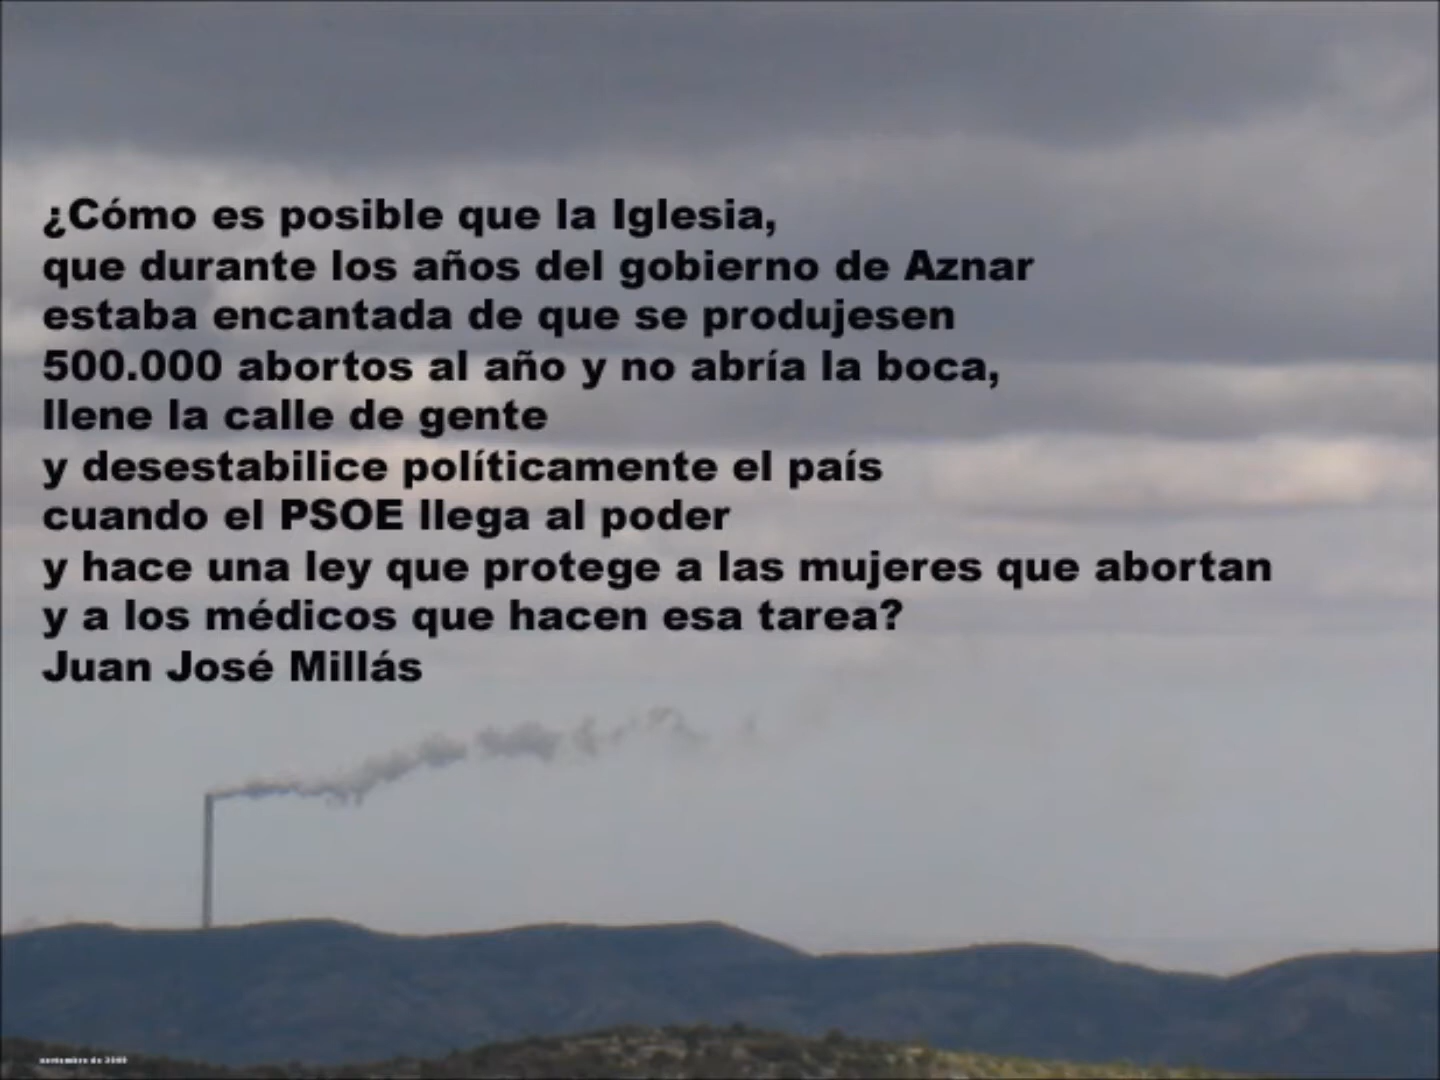 ¿Cómo es posible que la Iglesia,
que durante los años del gobierno de Aznar
estaba encantada de que se produjesen
500.000 abortos al año y no abría la boca,
llene la calle de gente
y desestabilice políticamente el país
cuando el PSOE llega al poder
y hace una ley que protege a las mujeres que abortan
y a los médicos que hacen esa tarea?
Juan José Millás
noviembre de 2009